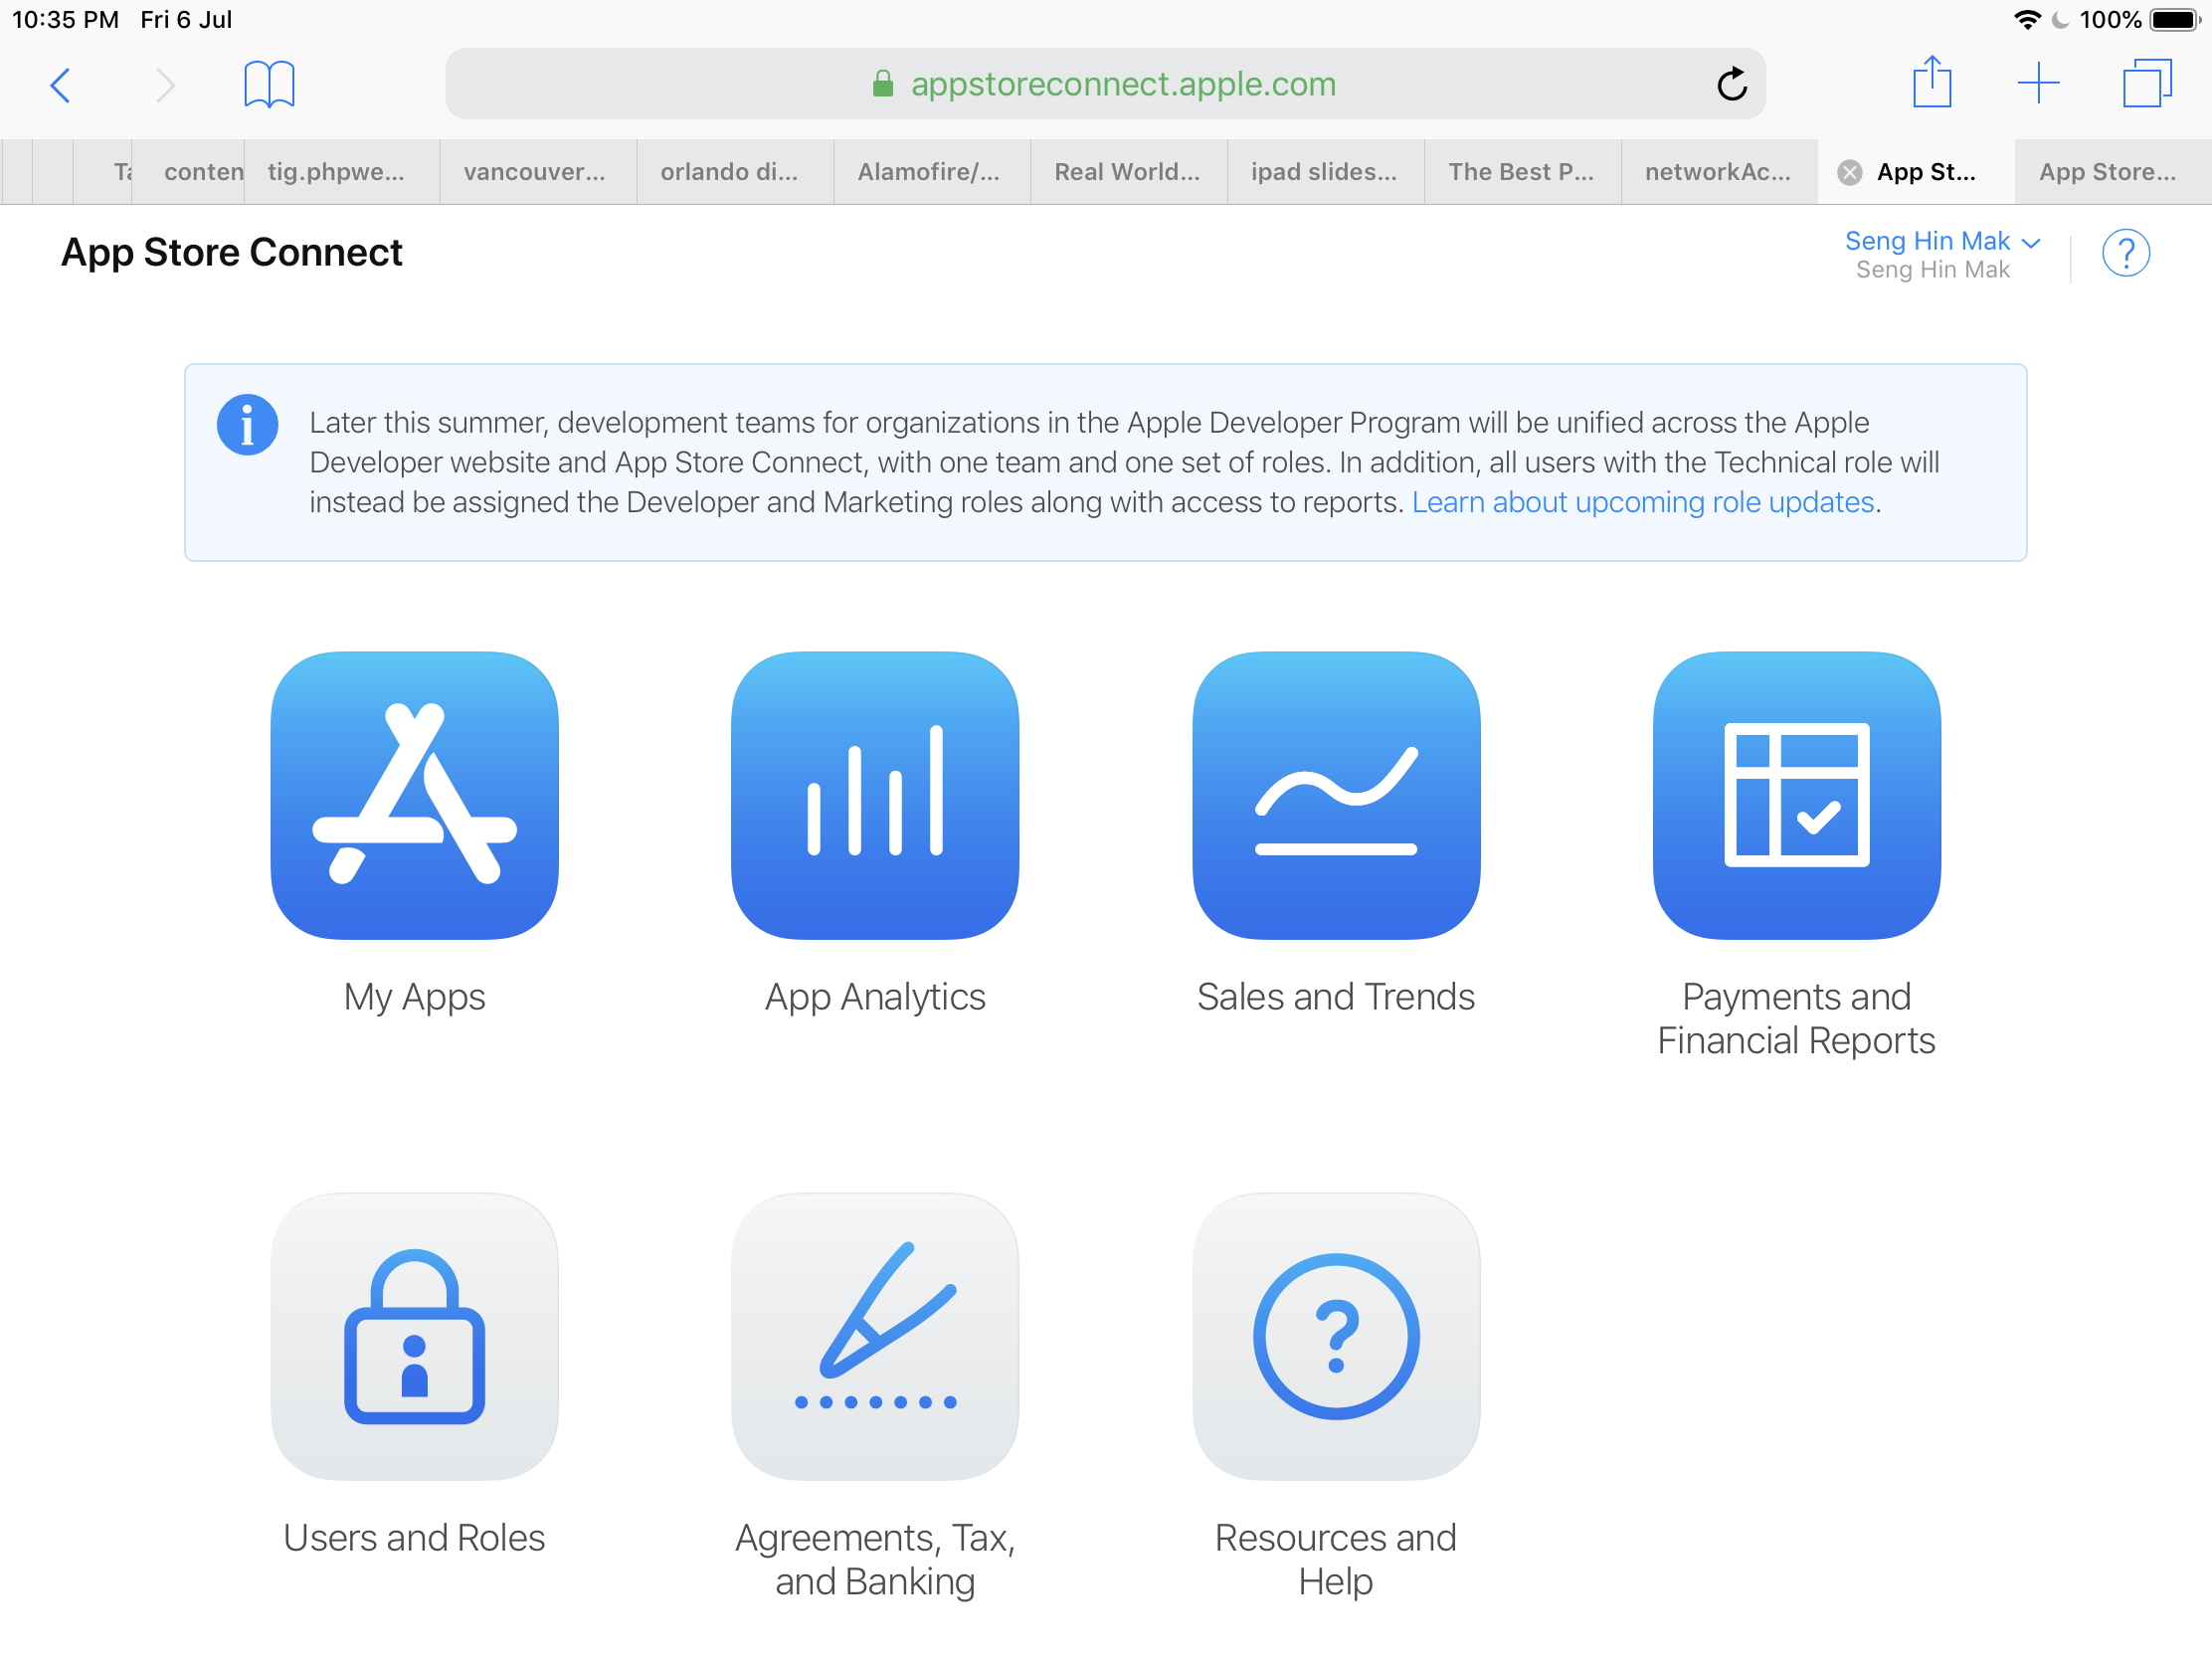 10:35 PM Fri 6 Jul 100%
appstoreconnect.apple.com
conten tig.phpwe... vancouver... orlando di... Alamofire/... Real World... ipad slides... The Best P... networkAc... App St... App Store...
App Store Connect
Seng Hin Mak
Seng Hin Mak
?
Later this summer, development teams for organizations in the Apple Developer Program will be unified across the Apple
Developer website and App Store Connect, with one team and one set of roles. In addition, all users with the Technical role will
instead be assigned the Developer and Marketing roles along with access to reports. Learn about upcoming role updates.
My Apps
App Analytics
Sales and Trends
Payments and
Financial Reports
Users and Roles
Agreements, Tax,
and Banking
Resources and
Help